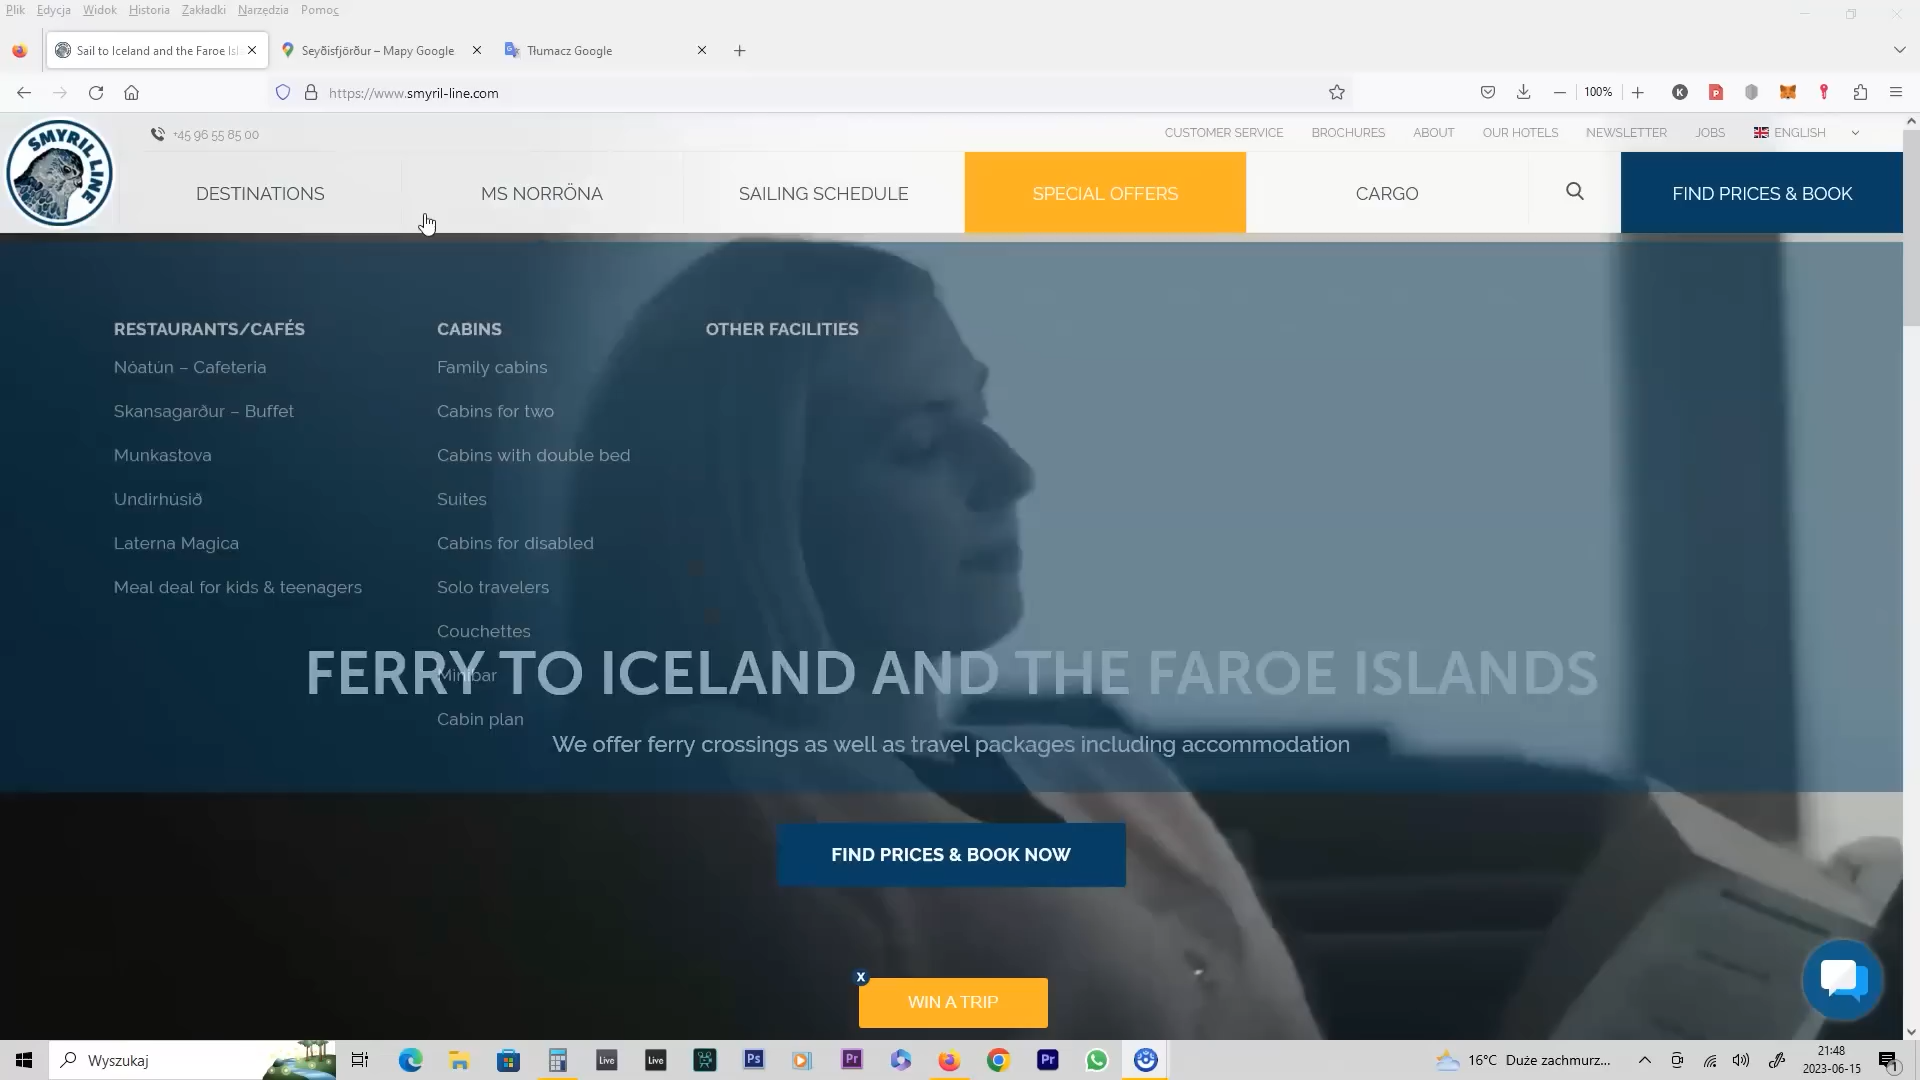 Plik Edycja Widok Historia Zakładki Narzędzia Pomoc
Sail to Iceland and the Faroe Isl
Seyðisfjörður – Mapy Google
Tłumacz Google
https://www.smyril-line.com
100%
SMYRIL LINE
+45 96 55 85 00
CUSTOMER SERVICE BROCHURES ABOUT OUR HOTELS NEWSLETTER JOBS ENGLISH
DESTINATIONS MS NORRÖNA SAILING SCHEDULE SPECIAL OFFERS CARGO FIND PRICES & BOOK
RESTAURANTS/CAFÉS
Nóatún – Cafeteria
Skansagarður – Buffet
Munkastova
Undirhúsið
Laterna Magica
Meal deal for kids & teenagers
CABINS
Family cabins
Cabins for two
Cabins with double bed
Suites
Cabins for disabled
Solo travelers
Couchettes
Minibar
Cabin plan
OTHER FACILITIES
FERRY TO ICELAND AND THE FAROE ISLANDS
We offer ferry crossings as well as travel packages including accommodation
FIND PRICES & BOOK NOW
X
WIN A TRIP
Wyszukaj
Live
Live
Ps
Pr
Pr
16°C Duże zachmurz...
21:48
2023-06-15
1